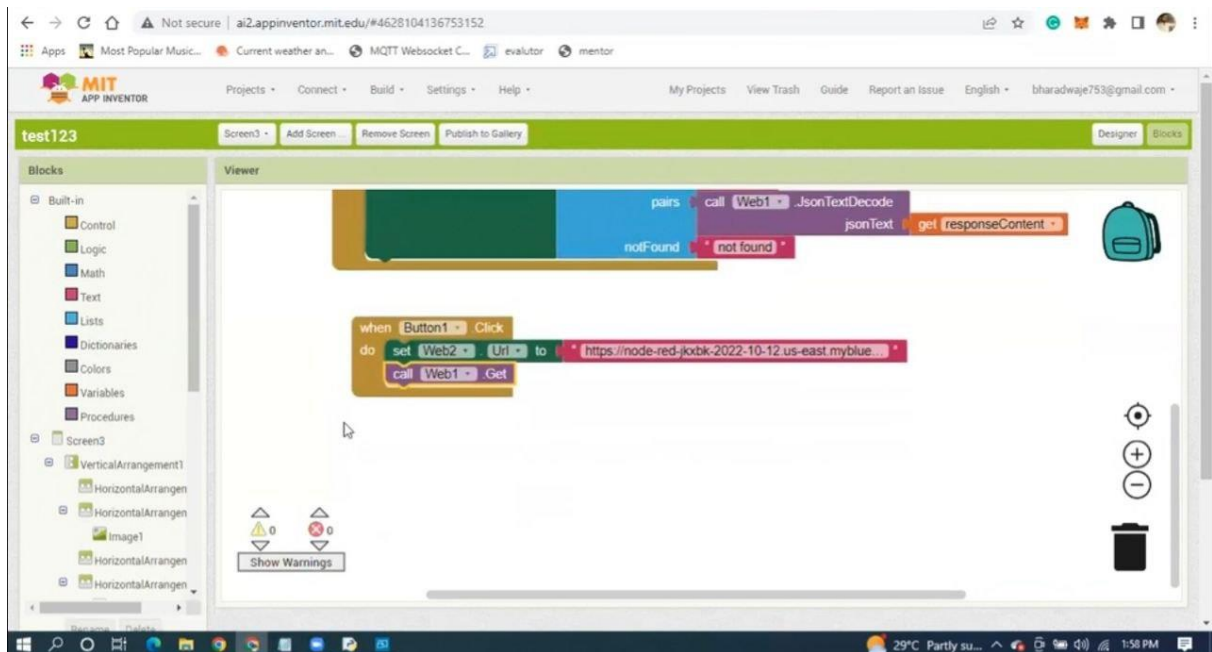 Not secure | ai2.appinventor.mit.edu/#4628104136753152
Apps Most Popular Music... Current weather an... MQTT Websocket C... evalutor mentor
MIT APP INVENTOR Projects Connect Build Settings Help My Projects View Trash Guide Report an Issue English bharadwaje753@gmail.com
test123 Screen3 Add Screen ... Remove Screen Publish to Gallery Designer Blocks
Blocks Viewer
Built-in
Control
Logic
Math
Text
Lists
Dictionaries
Colors
Variables
Procedures
Screen3
VerticalArrangement1
HorizontalArrangen
HorizontalArrangen
Image1
HorizontalArrangen
HorizontalArrangen
Rename Delete
pairs call Web1 .JsonTextDecode
jsonText get responseContent
notFound " not found "
when Button1 Click
do set Web2 . Url to " https://node-red-jkxbk-2022-10-12.us-east.myblue... "
call Web1 .Get
0 0
Show Warnings
29°C Partly su... 1:58 PM